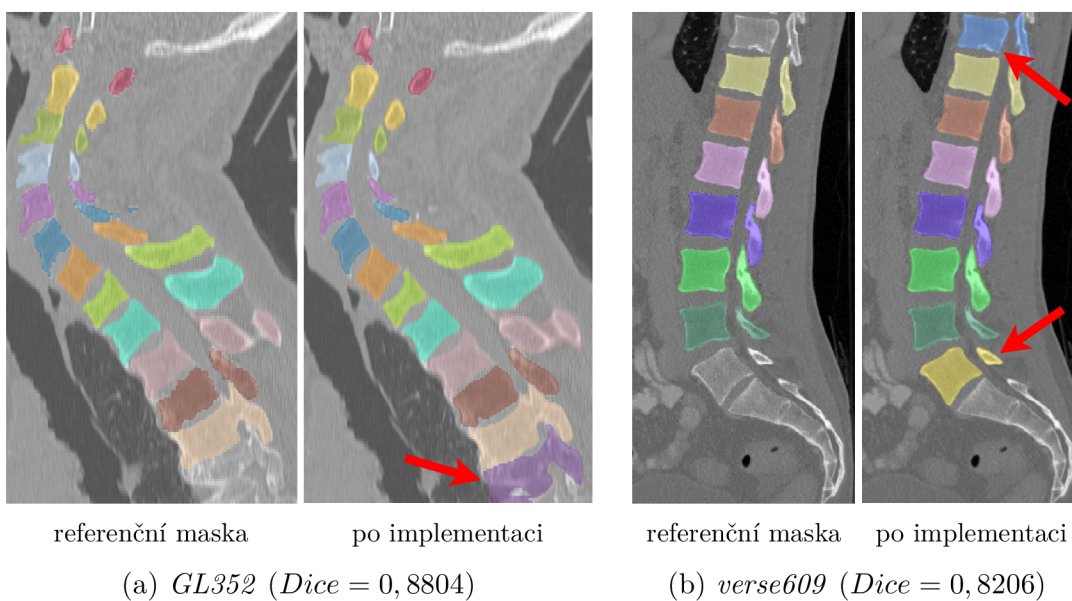 referenční maska po implementaci referenční maska po implementaci
(a) GL352 (Dice = 0, 8804) (b) verse609 (Dice = 0, 8206)